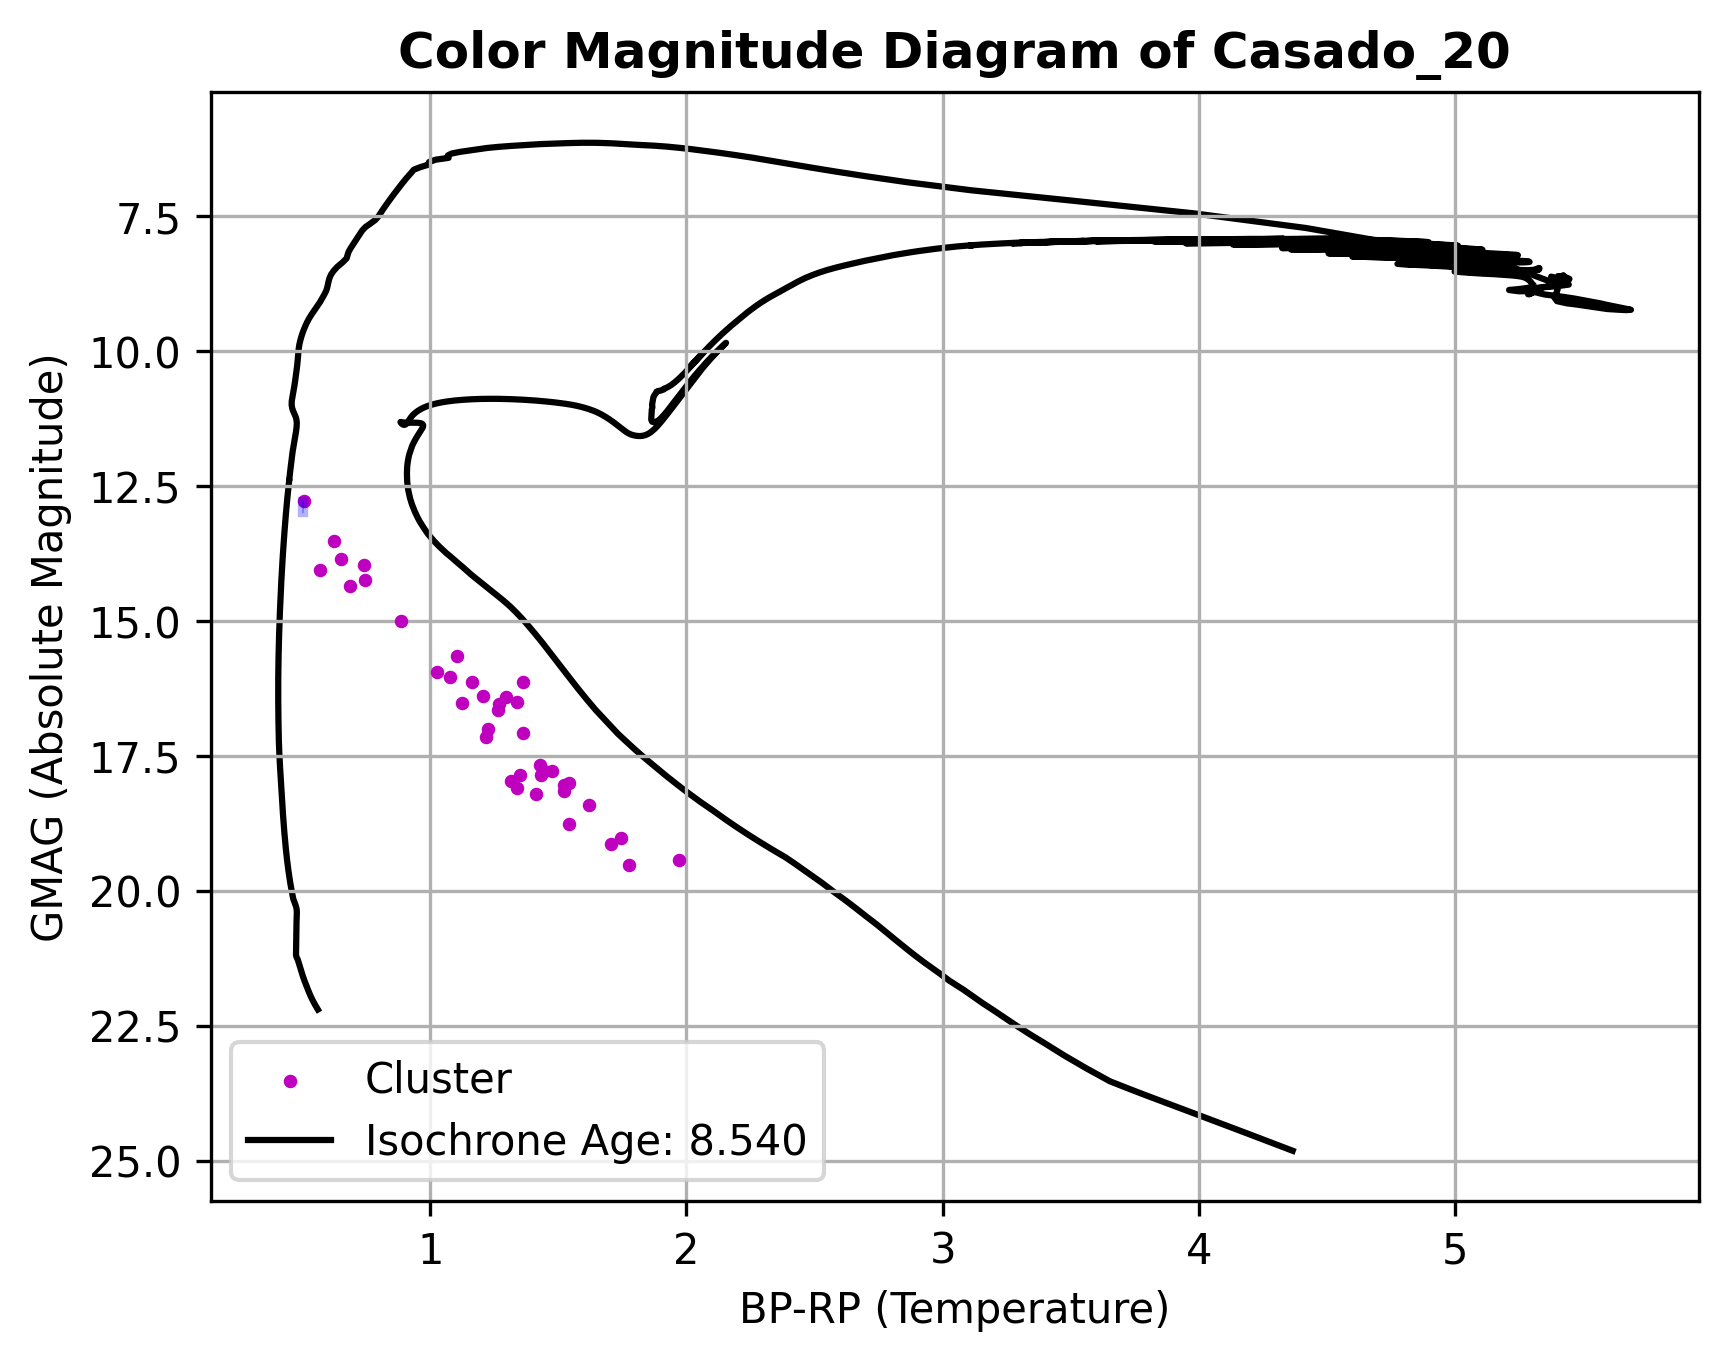 Color Magnitude Diagram of Casado_20
GMAG (Absolute Magnitude)
7.5
10.0
12.5
15.0
17.5
20.0
22.5
25.0
Cluster
Isochrone Age: 8.540
1 2 3 4 5
BP-RP (Temperature)